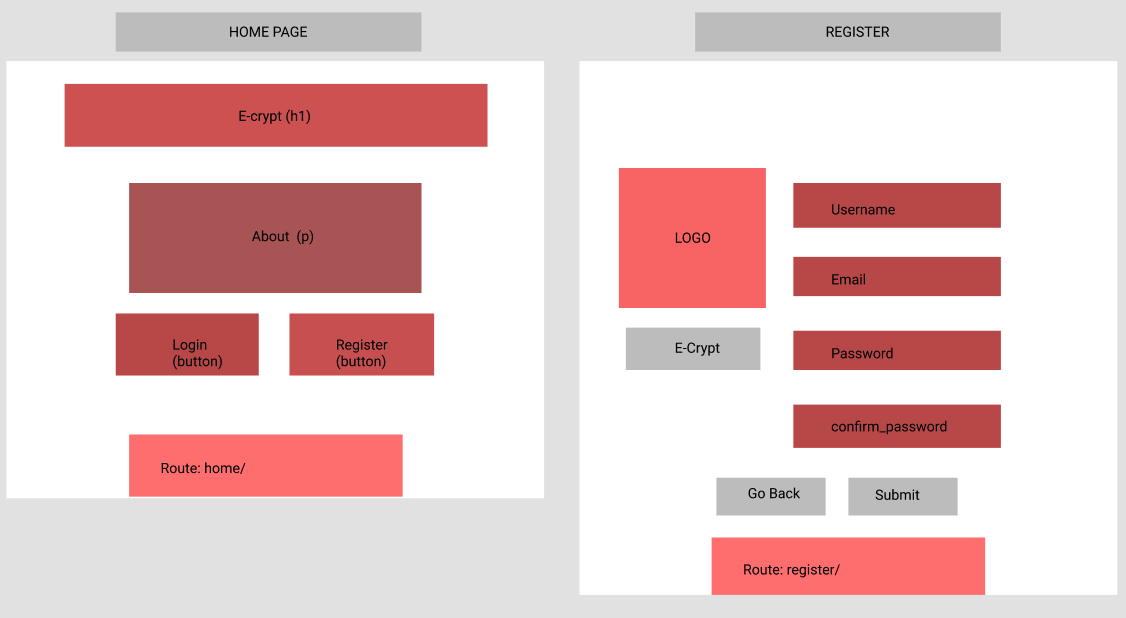 HOME PAGE
E-crypt (h1)
About (p)
Login
(button)
Register
(button)
Route: home/
REGISTER
LOGO
E-Crypt
Username
Email
Password
confirm_password
Go Back
Submit
Route: register/